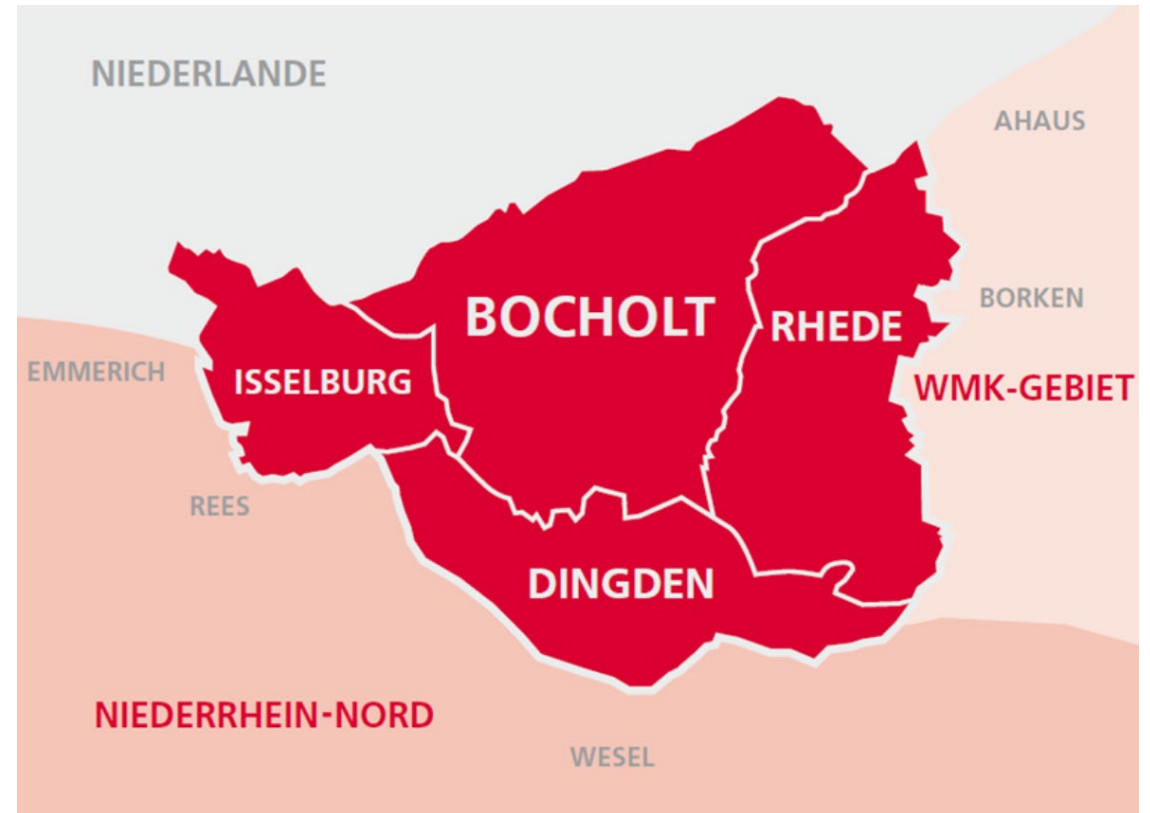 NIEDERLANDE
AHAUS
BORKEN
BOCHOLT
RHEDE
EMMERICH
ISSELBURG
WMK-GEBIET
REES
DINGDEN
NIEDERRHEIN-NORD
WESEL